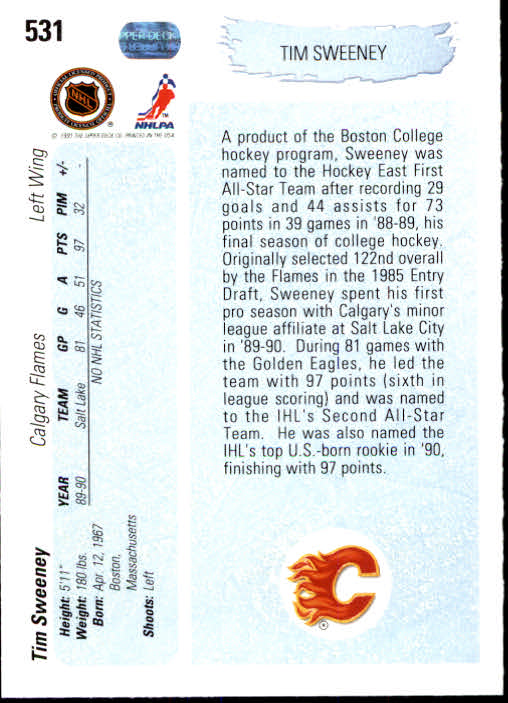 531
UPPER DECK
TIM SWEENEY
NHL
NHLPA
A product of the Boston College
hockey program, Sweeney was
named to the Hockey East First
All-Star Team after recording 29
goals and 44 assists for 73
points in 39 games in '88-89, his
final season of college hockey.
Originally selected 122nd overall
by the Flames in the 1985 Entry
Draft, Sweeney spent his first
pro season with Calgary's minor
league affiliate at Salt Lake City
in '89-90. During 81 games with
the Golden Eagles, he led the
team with 97 points (sixth in
league scoring) and was named
to the IHL's Second All-Star
Team. He was also named the
IHL's top U.S.-born rookie in '90,
finishing with 97 points.
Tim Sweeney Calgary Flames Left Wing
Height: 5'11"
Weight: 180 lbs.
Born: Apr. 12, 1967
Boston,
Massachusetts
Shoots: Left
YEAR TEAM GP G A PTS PIM +/-
89-90 Salt Lake 81 46 51 97 32 -
NO NHL STATISTICS
C